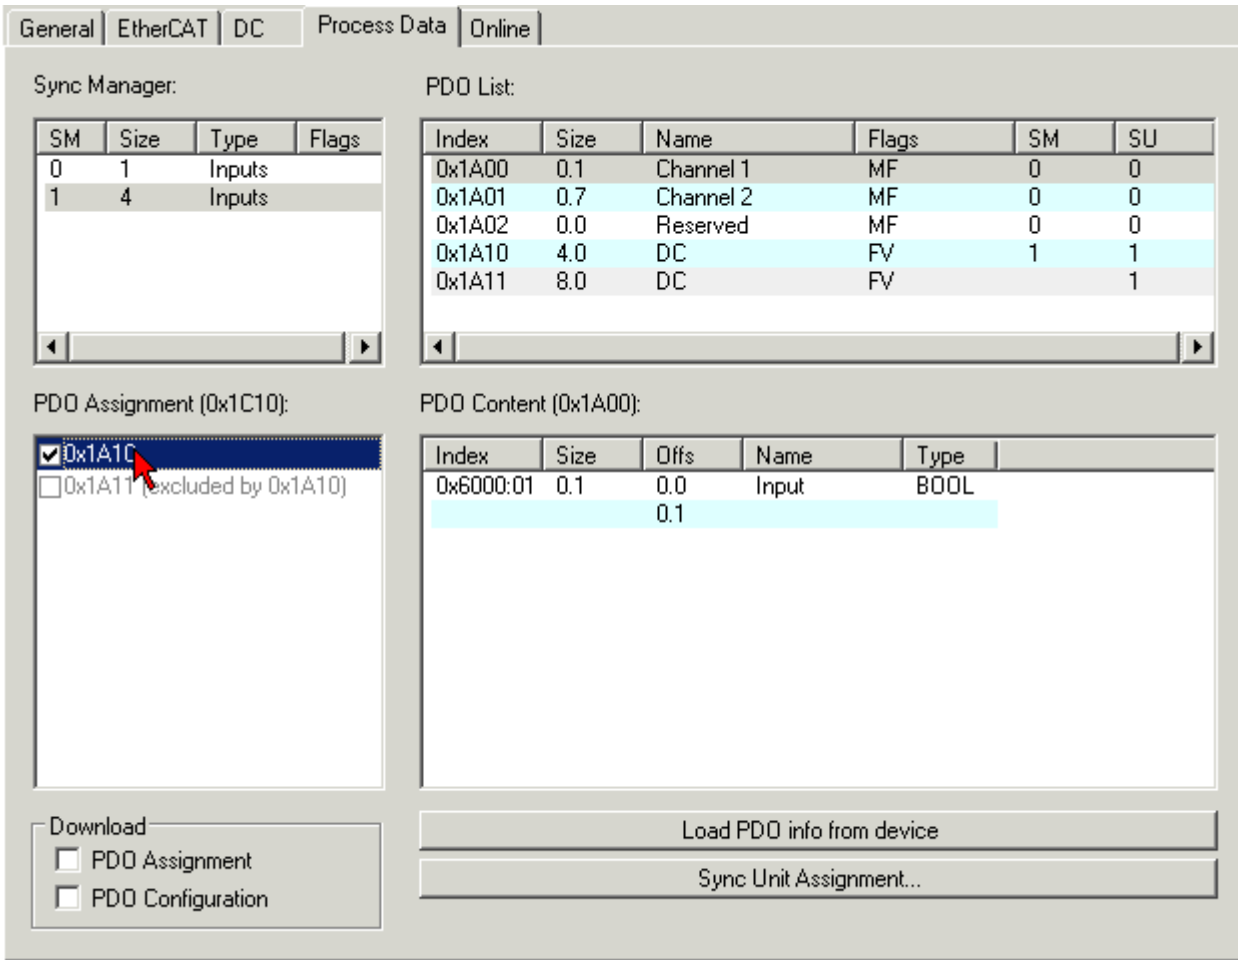 General EtherCAT DC Process Data Online
Sync Manager:
SM Size Type Flags
0 1 Inputs
1 4 Inputs
PDO List:
Index Size Name Flags SM SU
0x1A00 0.1 Channel 1 MF 0 0
0x1A01 0.7 Channel 2 MF 0 0
0x1A02 0.0 Reserved MF 0 0
0x1A10 4.0 DC FV 1 1
0x1A11 8.0 DC FV 1
PDO Assignment (0x1C10):
0x1A10
0x1A11 (excluded by 0x1A10)
PDO Content (0x1A00):
Index Size Offs Name Type
0x6000:01 0.1 0.0 Input BOOL
0.1
Download
PDO Assignment
PDO Configuration
Load PDO info from device
Sync Unit Assignment...